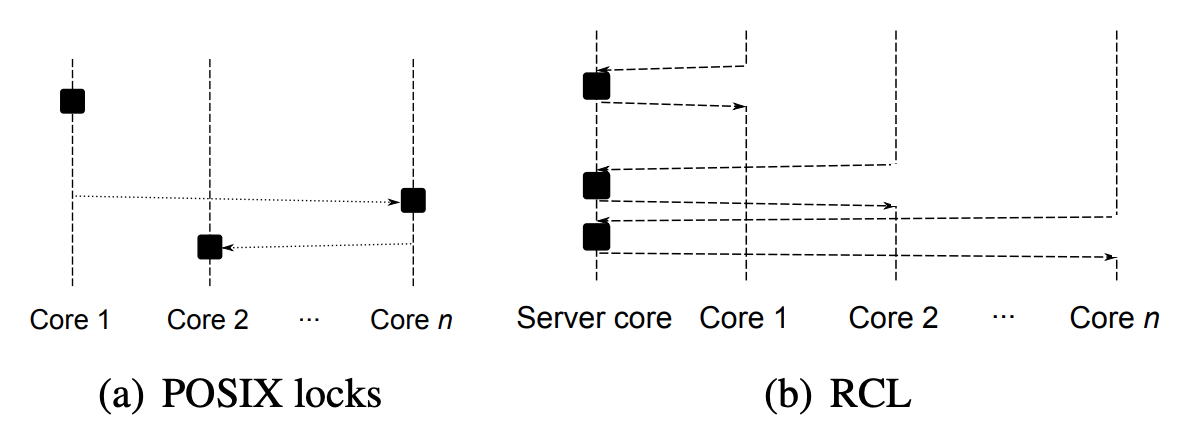 Core 1 Core 2 ... Core n
Server core Core 1 Core 2 ... Core n
(a) POSIX locks
(b) RCL